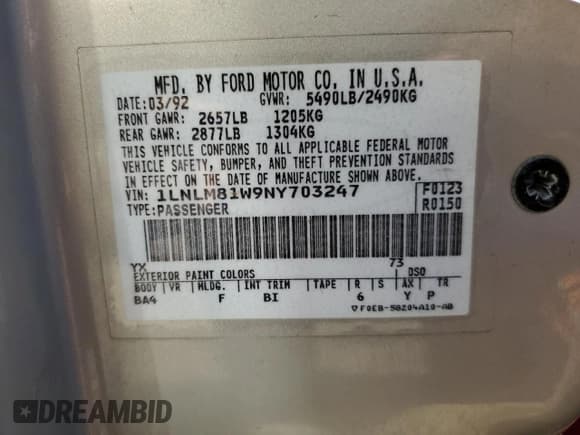 MFD. BY FORD MOTOR CO. IN U.S.A.
DATE: 03/92 GVWR: 5490LB/2490KG
FRONT GAWR: 2657LB 1205KG
REAR GAWR: 2877LB 1304KG
THIS VEHICLE CONFORMS TO ALL APPLICABLE FEDERAL MOTOR
VEHICLE SAFETY, BUMPER, AND THEFT PREVENTION STANDARDS
IN EFFECT ON THE DATE OF MANUFACTURE SHOWN ABOVE.
VIN: 1LNLM81W9NY703247 F0123
TYPE: PASSENGER R0150
YX 73
EXTERIOR PAINT COLORS DSO
BODY VR MLDG. INT TRIM TAPE R S AX TR
BA4 F BI 6 Y P
F0EB-58204A10-AB
DREAMBID